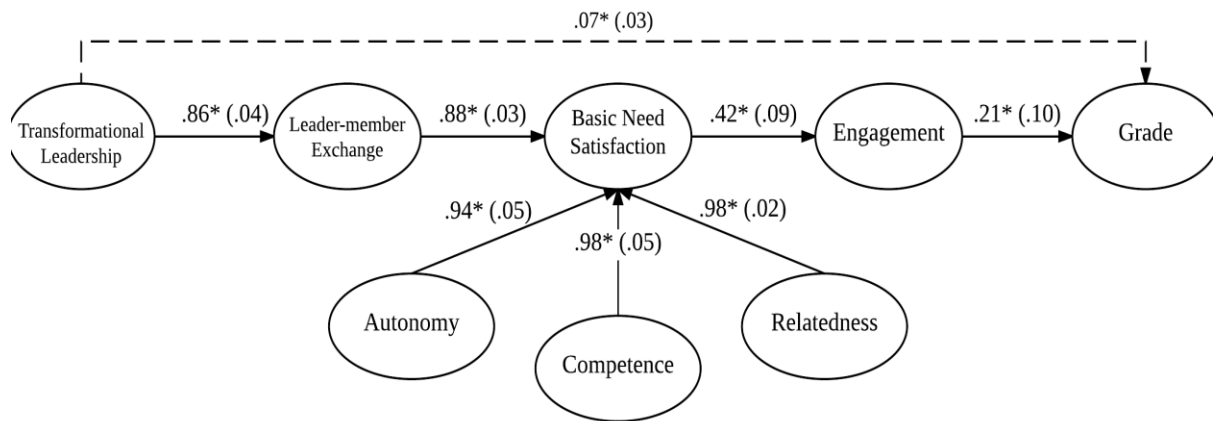 .07* (.03)
Transformational
Leadership
.86* (.04)
Leader-member
Exchange
.88* (.03)
Basic Need
Satisfaction
.42* (.09)
Engagement
.21* (.10)
Grade
.94* (.05)
.98* (.05)
.98* (.02)
Autonomy
Competence
Relatedness